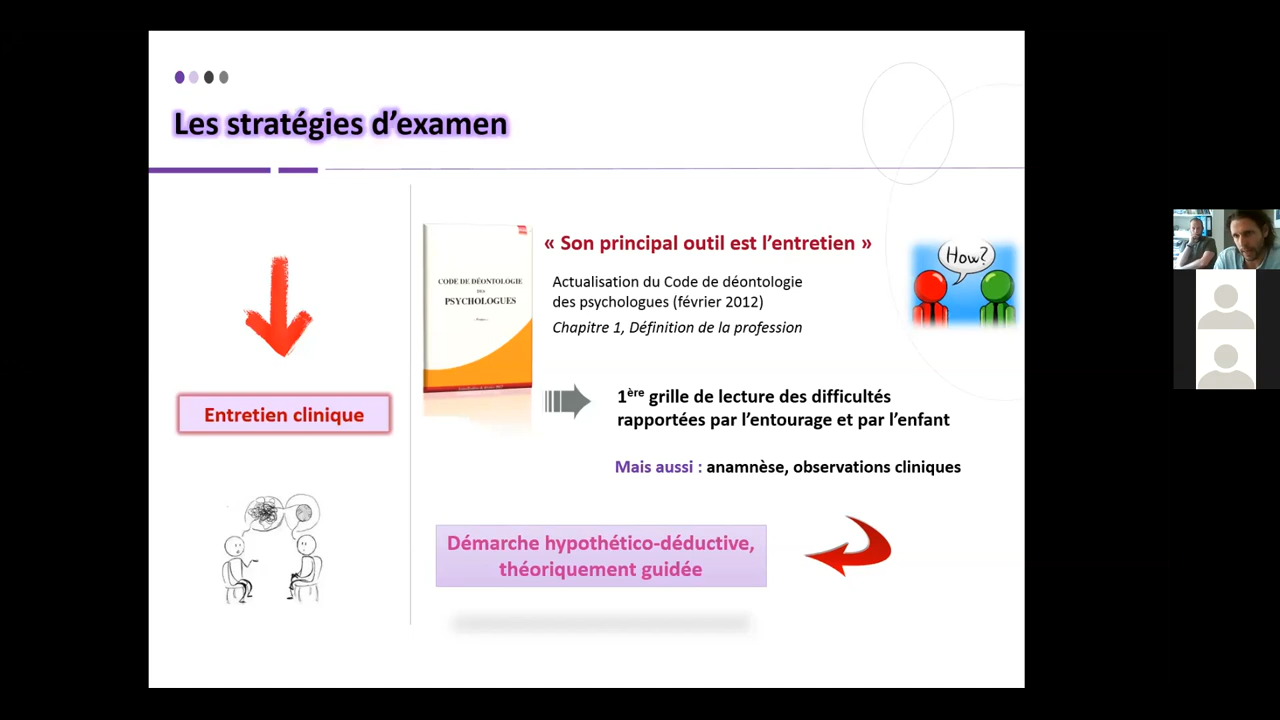 Les stratégies d’examen
« Son principal outil est l’entretien »
How?
CODE DE DÉONTOLOGIE
DES
PSYCHOLOGUES
Actualisation du Code de déontologie
des psychologues (février 2012)
Chapitre 1, Définition de la profession
Entretien clinique
1ère grille de lecture des difficultés
rapportées par l’entourage et par l’enfant
Mais aussi : anamnèse, observations cliniques
Démarche hypothético-déductive,
théoriquement guidée